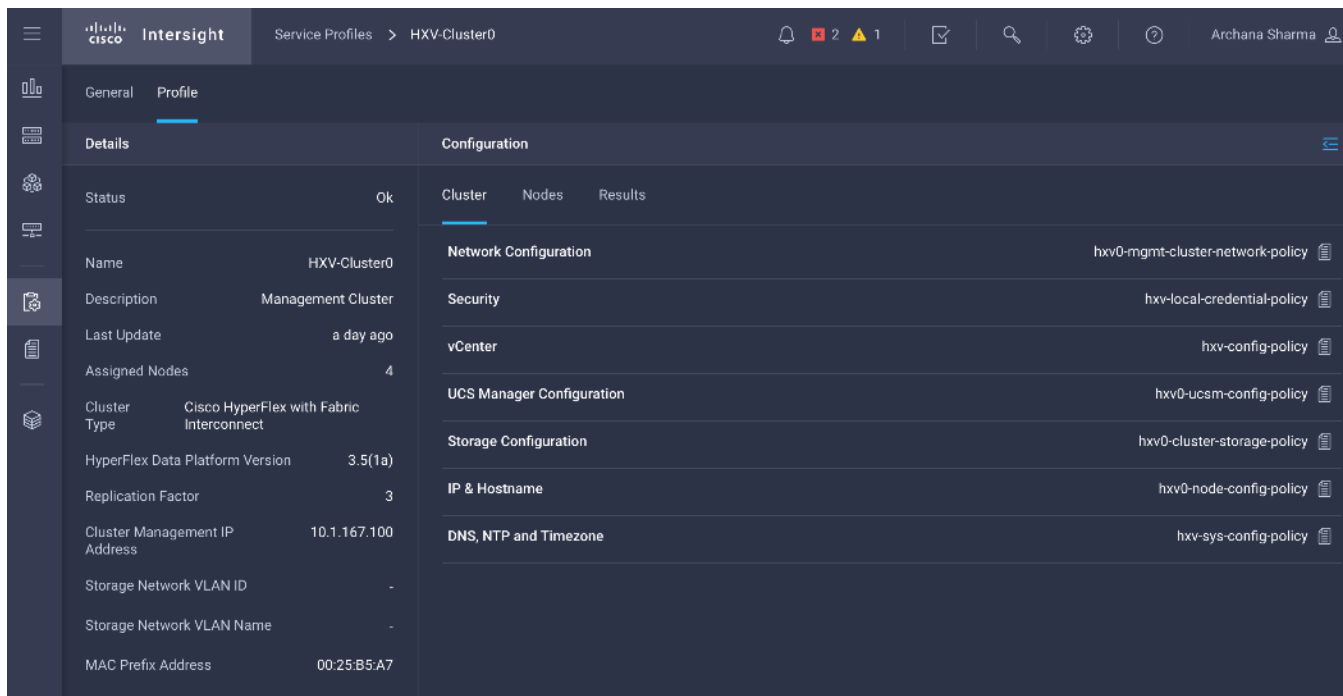 cisco Intersight Service Profiles > HXV-Cluster0 2 1 Archana Sharma
General Profile
Details
Status Ok
Name HXV-Cluster0
Description Management Cluster
Last Update a day ago
Assigned Nodes 4
Cluster Type Cisco HyperFlex with Fabric Interconnect
HyperFlex Data Platform Version 3.5(1a)
Replication Factor 3
Cluster Management IP Address 10.1.167.100
Storage Network VLAN ID -
Storage Network VLAN Name -
MAC Prefix Address 00:25:B5:A7
Configuration
Cluster Nodes Results
Network Configuration hxv0-mgmt-cluster-network-policy
Security hxv-local-credential-policy
vCenter hxv-config-policy
UCS Manager Configuration hxv0-ucsm-config-policy
Storage Configuration hxv0-cluster-storage-policy
IP & Hostname hxv0-node-config-policy
DNS, NTP and Timezone hxv-sys-config-policy